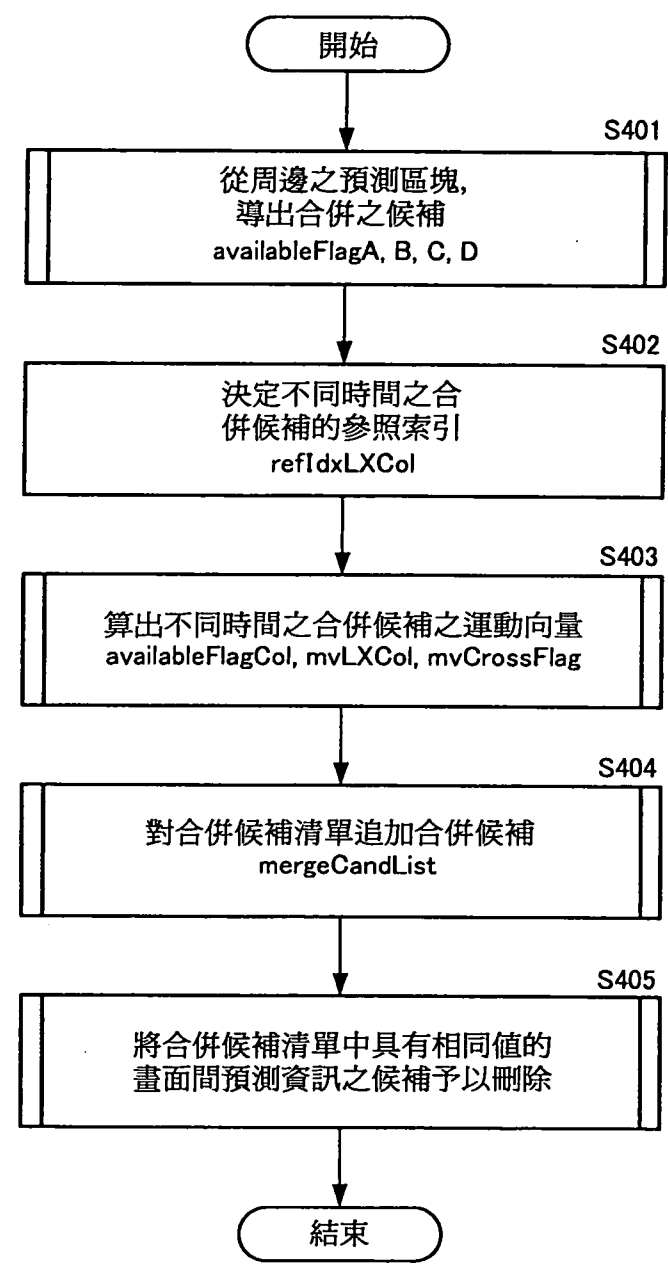 開始
S401
從周邊之預測區塊,
導出合併之候補
availableFlagA, B, C, D
S402
決定不同時間之合
併候補的參照索引
refIdxLXCol
S403
算出不同時間之合併候補之運動向量
availableFlagCol, mvLXCol, mvCrossFlag
S404
對合併候補清單追加合併候補
mergeCandList
S405
將合併候補清單中具有相同值的
畫面間預測資訊之候補予以刪除
結束